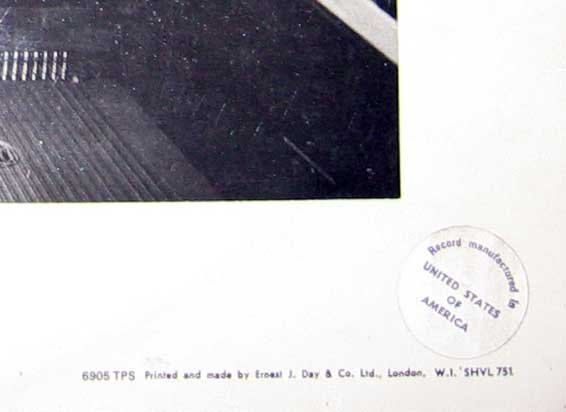 Record manufactured in
UNITED STATES
OF
AMERICA
6905 TPS Printed and made by Ernest J. Day & Co. Ltd., London, W.I. SHVL 751